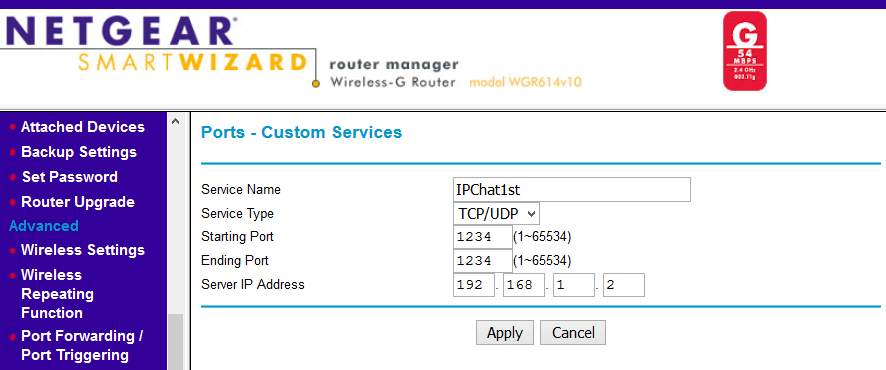 NETGEAR®
SMARTWIZARD
router manager
Wireless-G Router model WGR614v10
G
54
MBPS
2.4 GHz
802.11g
Attached Devices
Backup Settings
Set Password
Router Upgrade
Advanced
Wireless Settings
Wireless
Repeating
Function
Port Forwarding /
Port Triggering
Ports - Custom Services
Service Name IPChat1st
Service Type TCP/UDP
Starting Port 1234 (1~65534)
Ending Port 1234 (1~65534)
Server IP Address 192 . 168 . 1 . 2
Apply Cancel